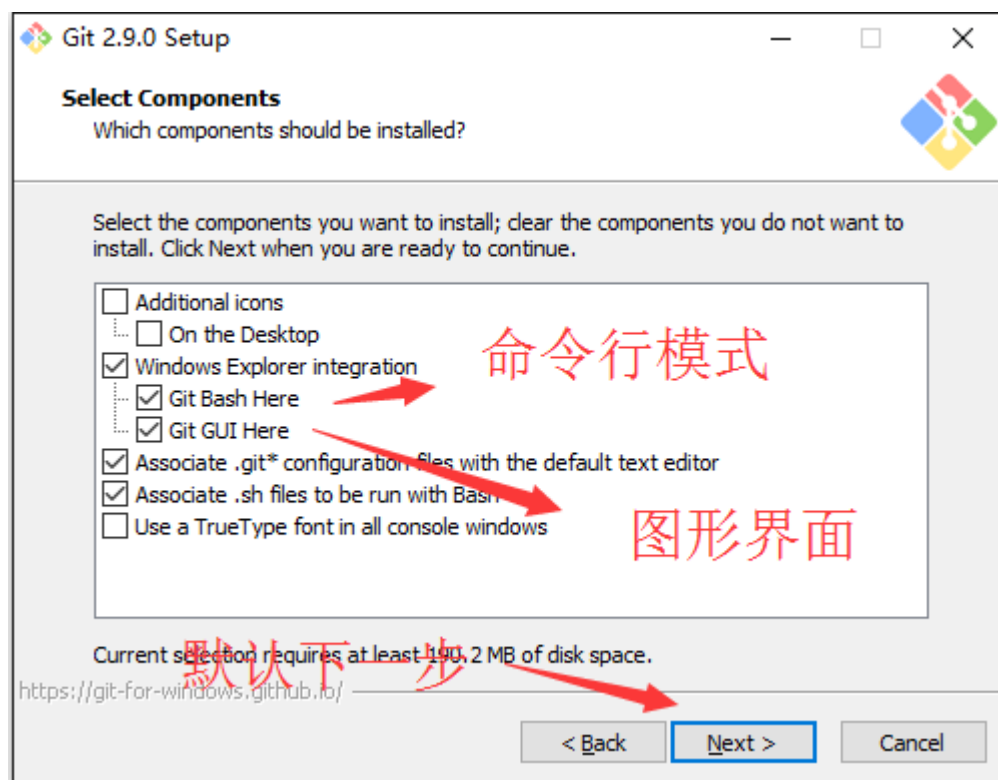 Git 2.9.0 Setup
Select Components
Which components should be installed?
Select the components you want to install; clear the components you do not want to
install. Click Next when you are ready to continue.
Additional icons
On the Desktop
Windows Explorer integration
命令行模式
Git Bash Here
Git GUI Here
Associate .git* configuration files with the default text editor
Associate .sh files to be run with Bash
Use a TrueType font in all console windows
图形界面
Current selection requires at least 190.2 MB of disk space.
默认下一步
https://git-for-windows.github.io/
< Back
Next >
Cancel